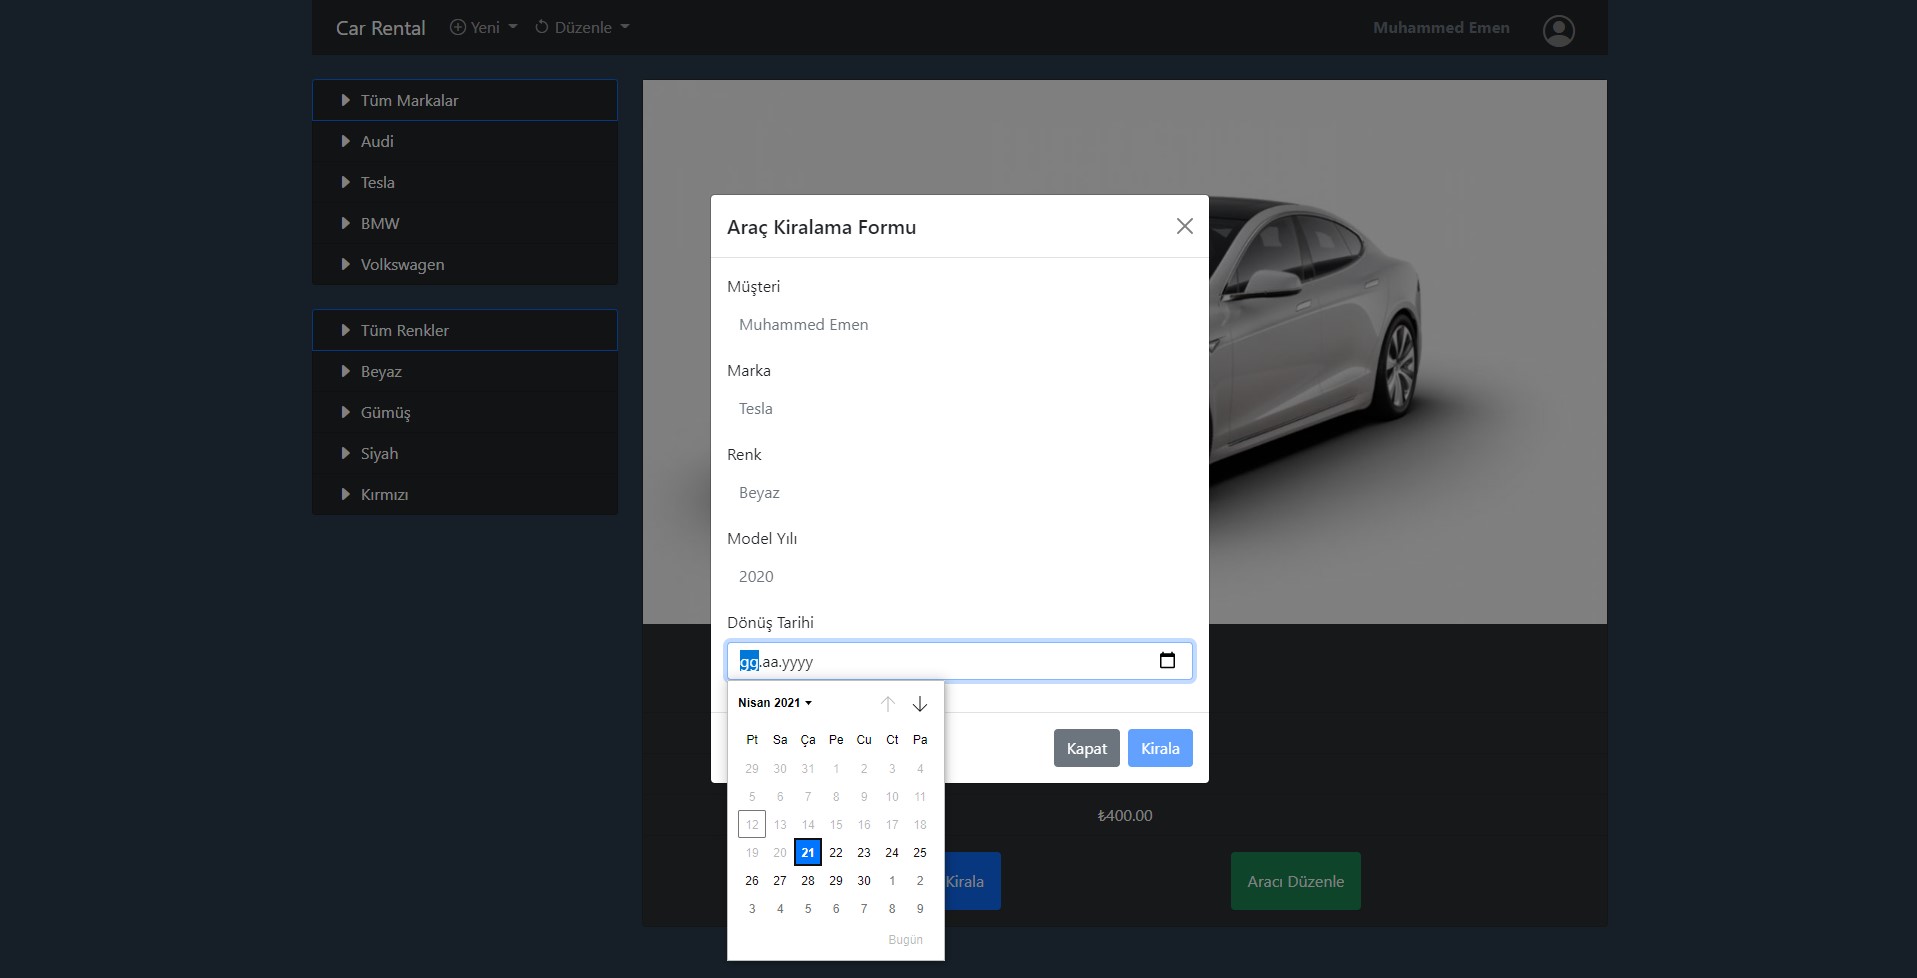 Car Rental Yeni Düzenle Muhammed Emen
Tüm Markalar
Audi
Tesla
BMW
Volkswagen
Tüm Renkler
Beyaz
Gümüş
Siyah
Kırmızı
Araç Kiralama Formu
Müşteri
Muhammed Emen
Marka
Tesla
Renk
Beyaz
Model Yılı
2020
Dönüş Tarihi
gg.aa.yyyy
Nisan 2021
Pt Sa Ça Pe Cu Ct Pa
29 30 31 1 2 3 4
5 6 7 8 9 10 11
12 13 14 15 16 17 18
19 20 21 22 23 24 25
26 27 28 29 30 1 2
3 4 5 6 7 8 9
Bugün
Kapat Kirala
₺400.00
Kirala Aracı Düzenle